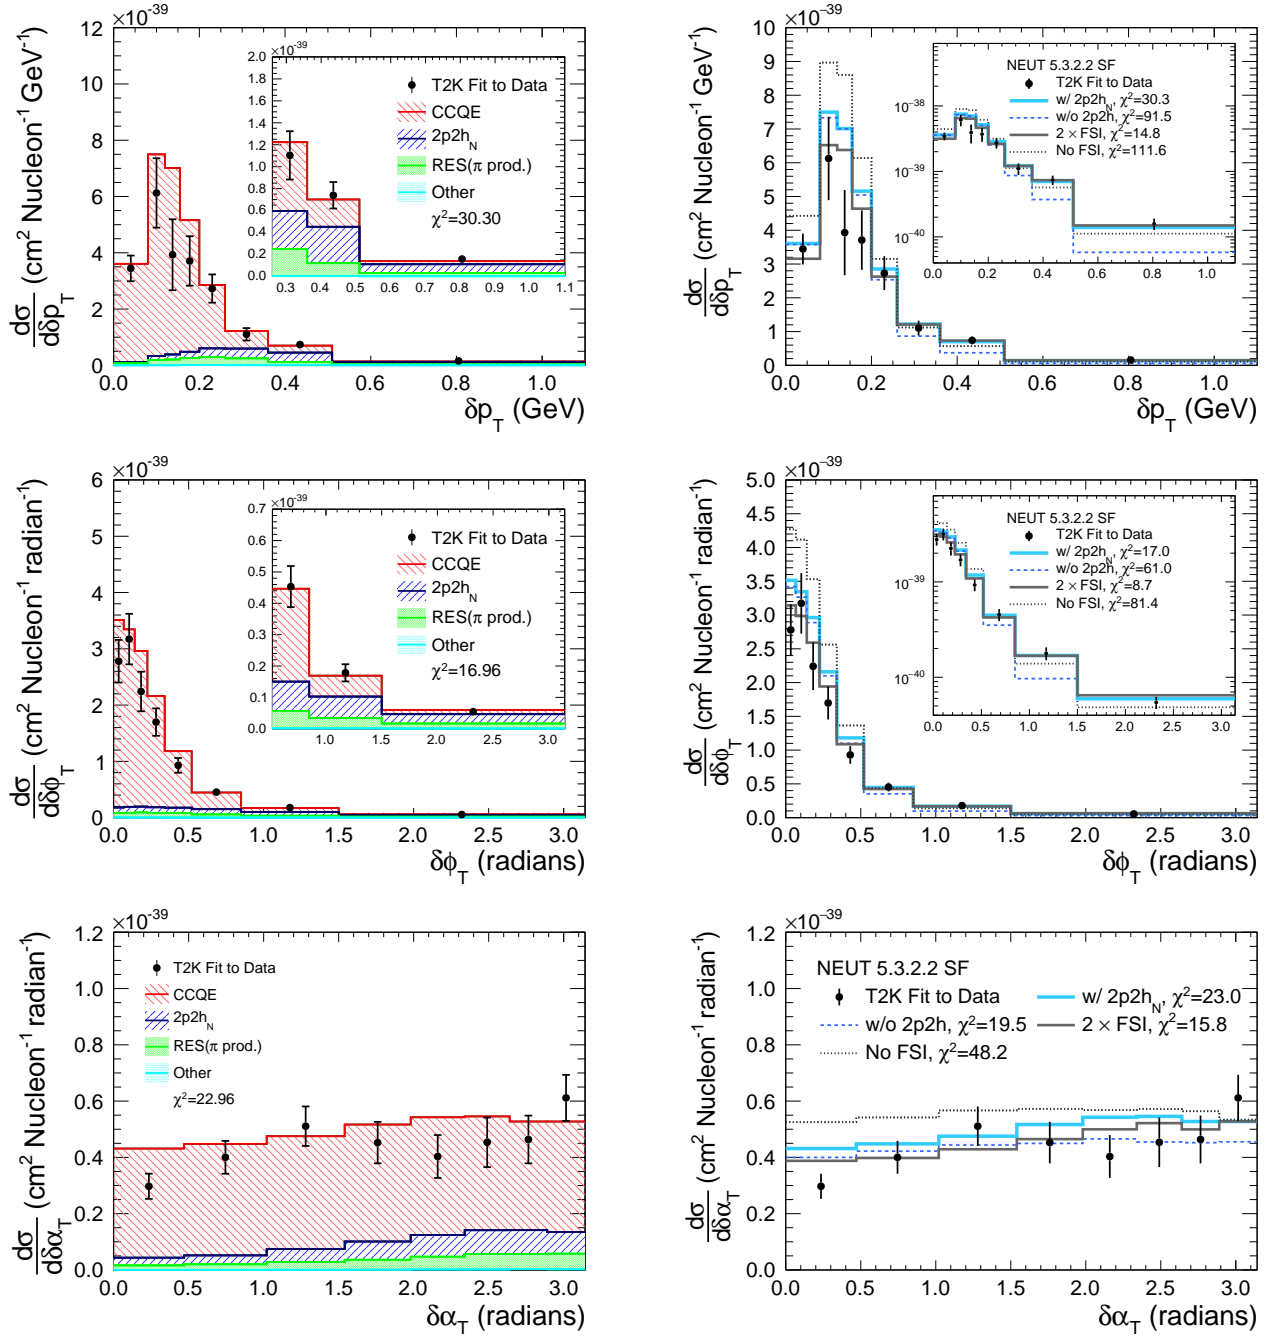 ×10⁻³⁹
dσ/dδp_T (cm² Nucleon⁻¹ GeV⁻¹)
12
10
8
6
4
2
0
0.0 0.2 0.4 0.6 0.8 1.0
δp_T (GeV)
×10⁻³⁹
2.0
1.8
1.6
1.4
1.2
1.0
0.8
0.6
0.4
0.2
0.0
0.3 0.4 0.5 0.6 0.7 0.8 0.9 1.0 1.1
T2K Fit to Data
CCQE
2p2h_N
RES(π prod.)
Other
χ²=30.30
×10⁻³⁹
dσ/dδp_T (cm² Nucleon⁻¹ GeV⁻¹)
10
9
8
7
6
5
4
3
2
1
0
0.0 0.2 0.4 0.6 0.8 1.0
δp_T (GeV)
10⁻³⁸
10⁻³⁹
10⁻⁴⁰
0.0 0.2 0.4 0.6 0.8 1.0
NEUT 5.3.2.2 SF
T2K Fit to Data
w/ 2p2h_N, χ²=30.3
w/o 2p2h, χ²=91.5
2 × FSI, χ²=14.8
No FSI, χ²=111.6
×10⁻³⁹
dσ/dδϕ_T (cm² Nucleon⁻¹ radian⁻¹)
6
5
4
3
2
1
0
0.0 0.5 1.0 1.5 2.0 2.5 3.0
δϕ_T (radians)
×10⁻³⁹
0.7
0.6
0.5
0.4
0.3
0.2
0.1
0.0
1.0 1.5 2.0 2.5 3.0
T2K Fit to Data
CCQE
2p2h_N
RES(π prod.)
Other
χ²=16.96
×10⁻³⁹
dσ/dδϕ_T (cm² Nucleon⁻¹ radian⁻¹)
5.0
4.5
4.0
3.5
3.0
2.5
2.0
1.5
1.0
0.5
0.0
0.0 0.5 1.0 1.5 2.0 2.5 3.0
δϕ_T (radians)
10⁻³⁹
10⁻⁴⁰
0.0 0.5 1.0 1.5 2.0 2.5 3.0
NEUT 5.3.2.2 SF
T2K Fit to Data
w/ 2p2h_N, χ²=17.0
w/o 2p2h, χ²=61.0
2 × FSI, χ²=8.7
No FSI, χ²=81.4
×10⁻³⁹
dσ/dδα_T (cm² Nucleon⁻¹ radian⁻¹)
1.2
1.0
0.8
0.6
0.4
0.2
0.0
0.0 0.5 1.0 1.5 2.0 2.5 3.0
δα_T (radians)
T2K Fit to Data
CCQE
2p2h_N
RES(π prod.)
Other
χ²=22.96
×10⁻³⁹
dσ/dδα_T (cm² Nucleon⁻¹ radian⁻¹)
1.2
1.0
0.8
0.6
0.4
0.2
0.0
0.0 0.5 1.0 1.5 2.0 2.5 3.0
δα_T (radians)
NEUT 5.3.2.2 SF
T2K Fit to Data
w/ 2p2h_N, χ²=23.0
w/o 2p2h, χ²=19.5
2 × FSI, χ²=15.8
No FSI, χ²=48.2